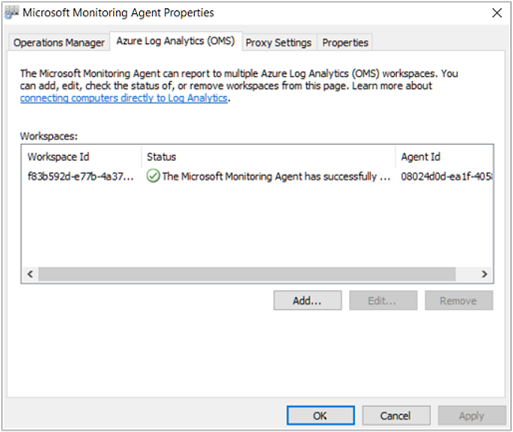 Microsoft Monitoring Agent Properties
Operations Manager Azure Log Analytics (OMS) Proxy Settings Properties
The Microsoft Monitoring Agent can report to multiple Azure Log Analytics (OMS) workspaces. You
can add, edit, check the status of, or remove workspaces from this page. Learn more about
connecting computers directly to Log Analytics.
Workspaces:
Workspace Id Status Agent Id
f83b592d-e77b-4a37... The Microsoft Monitoring Agent has successfully ... 08024d0d-ea1f-405
Add... Edit... Remove
OK Cancel Apply